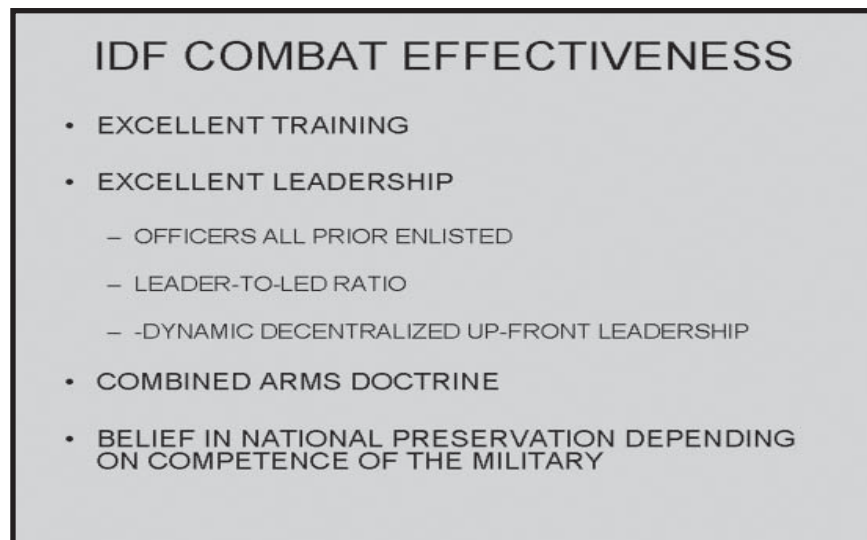 IDF COMBAT EFFECTIVENESS
• EXCELLENT TRAINING
• EXCELLENT LEADERSHIP
– OFFICERS ALL PRIOR ENLISTED
– LEADER-TO-LED RATIO
– -DYNAMIC DECENTRALIZED UP-FRONT LEADERSHIP
• COMBINED ARMS DOCTRINE
• BELIEF IN NATIONAL PRESERVATION DEPENDING
ON COMPETENCE OF THE MILITARY